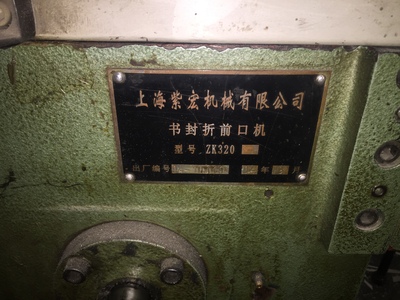 上海紫宏机械有限公司
书封折前口机
型号 ZK320
出厂编号 年 月